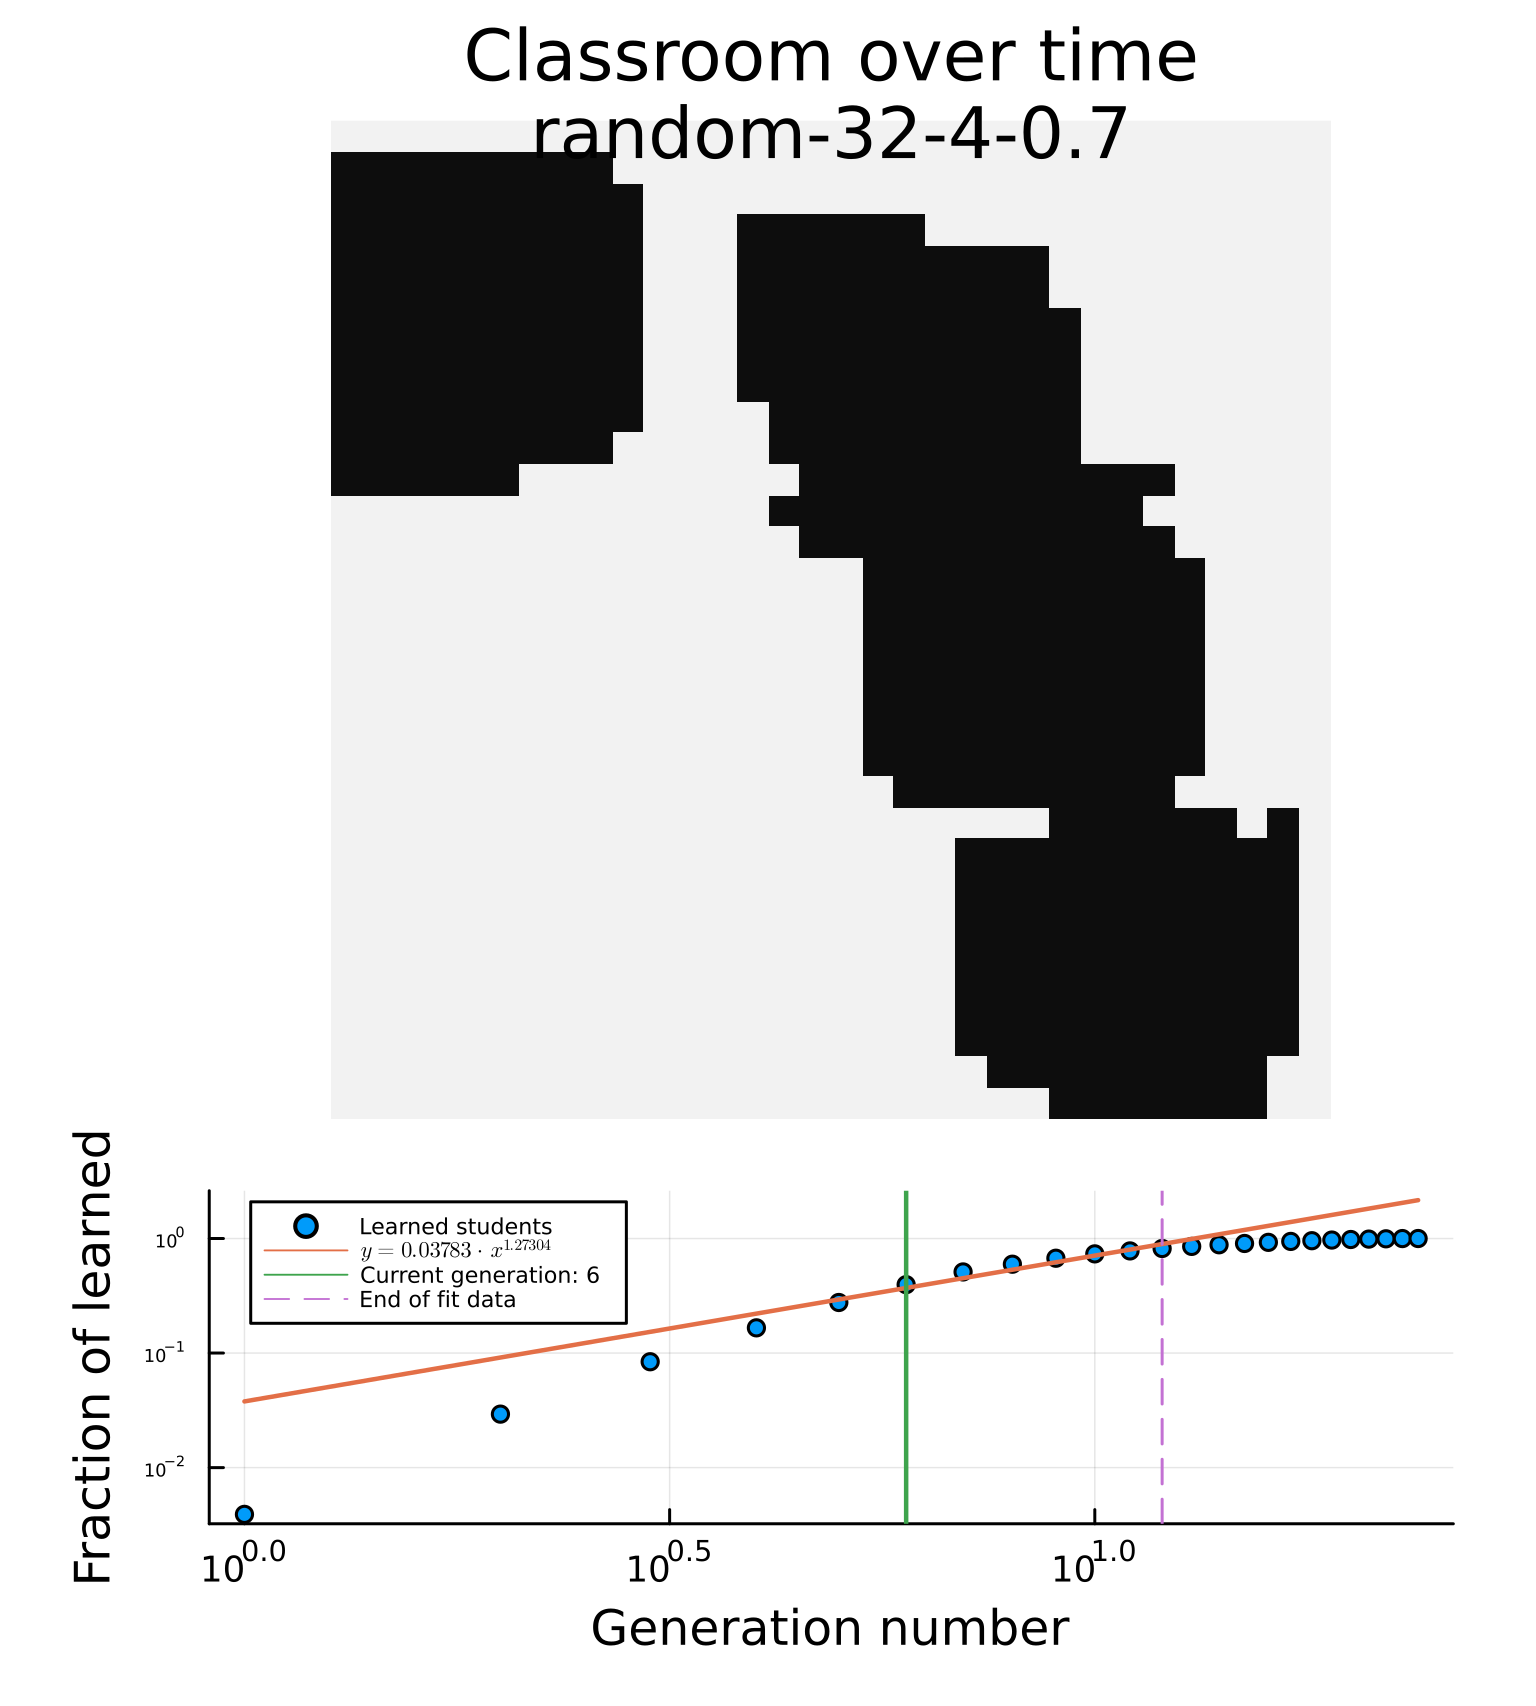 Classroom over time
random-32-4-0.7
Fraction of learned
Learned students
y = 0.03783 · x^1.27304
Current generation: 6
End of fit data
10^0
10^−1
10^−2
10^0.0
10^0.5
10^1.0
Generation number